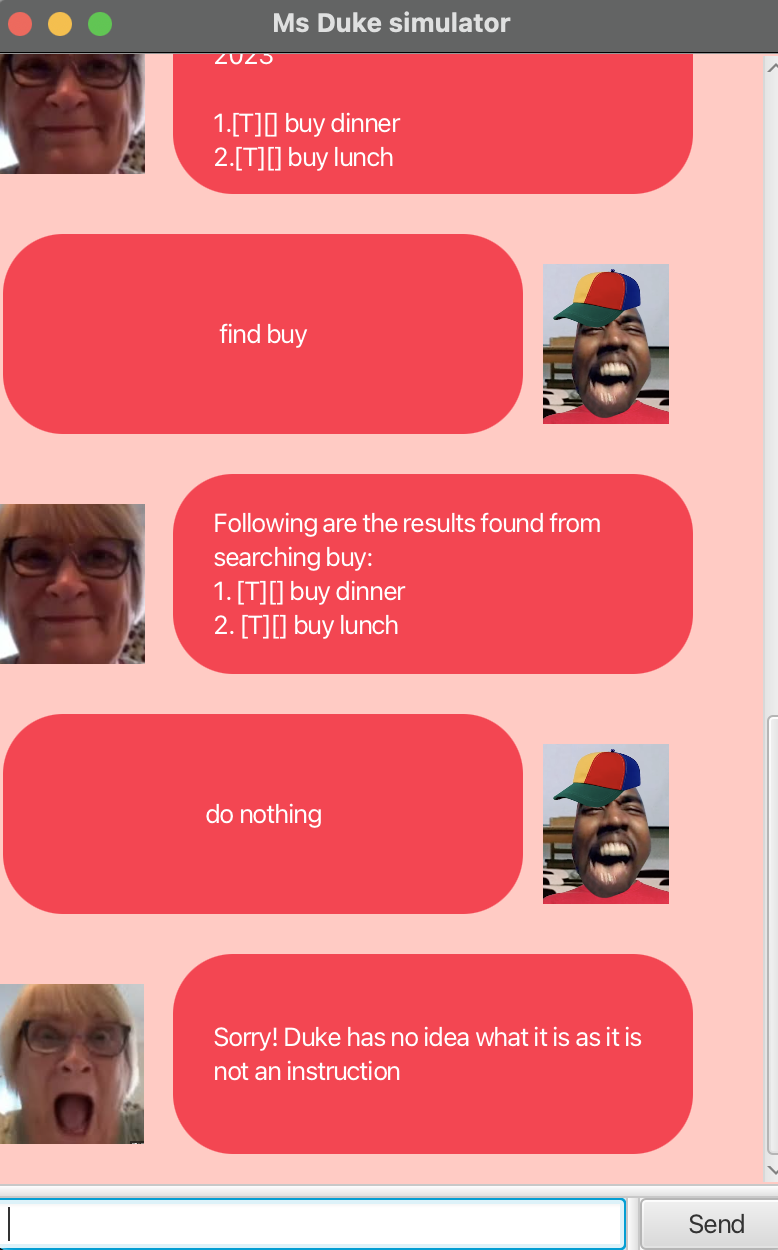 Ms Duke simulator
2023
1.[T][] buy dinner
2.[T][] buy lunch
find buy
Following are the results found from
searching buy:
1. [T][] buy dinner
2. [T][] buy lunch
do nothing
Sorry! Duke has no idea what it is as it is
not an instruction
Send